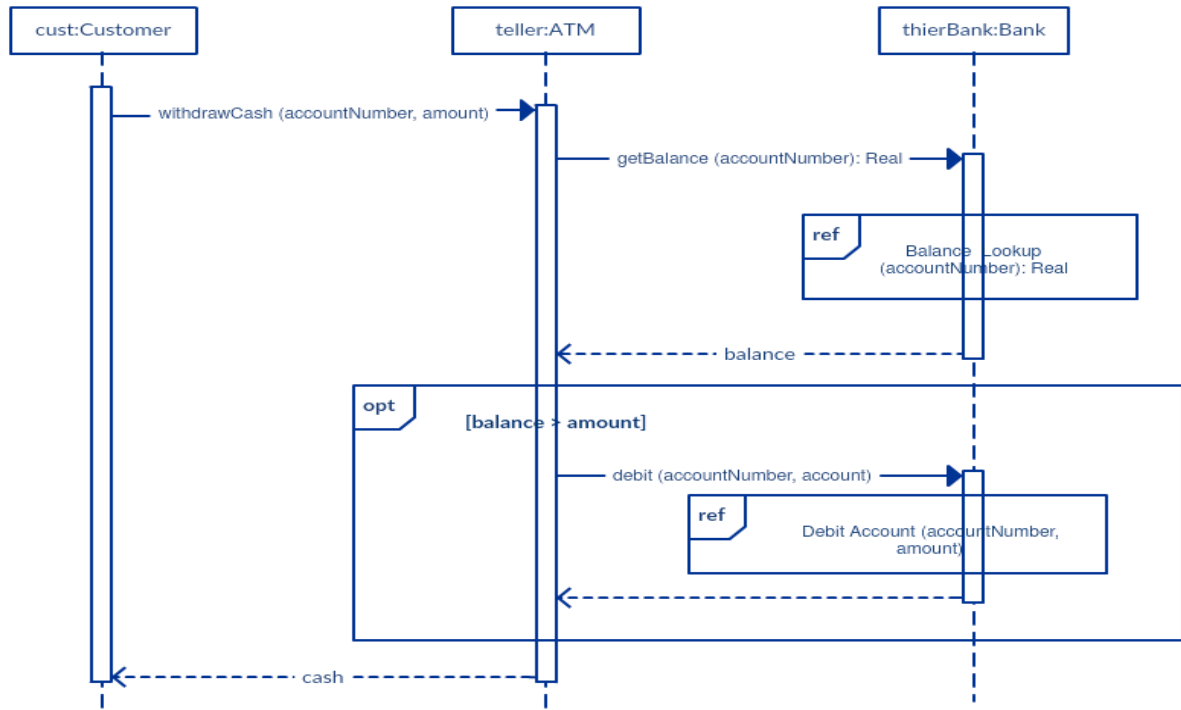 cust:Customer
teller:ATM
thierBank:Bank
withdrawCash (accountNumber, amount)
getBalance (accountNumber): Real
ref
Balance Lookup
(accountNumber): Real
balance
opt
[balance > amount]
debit (accountNumber, account)
ref
Debit Account (accountNumber,
amount)
cash